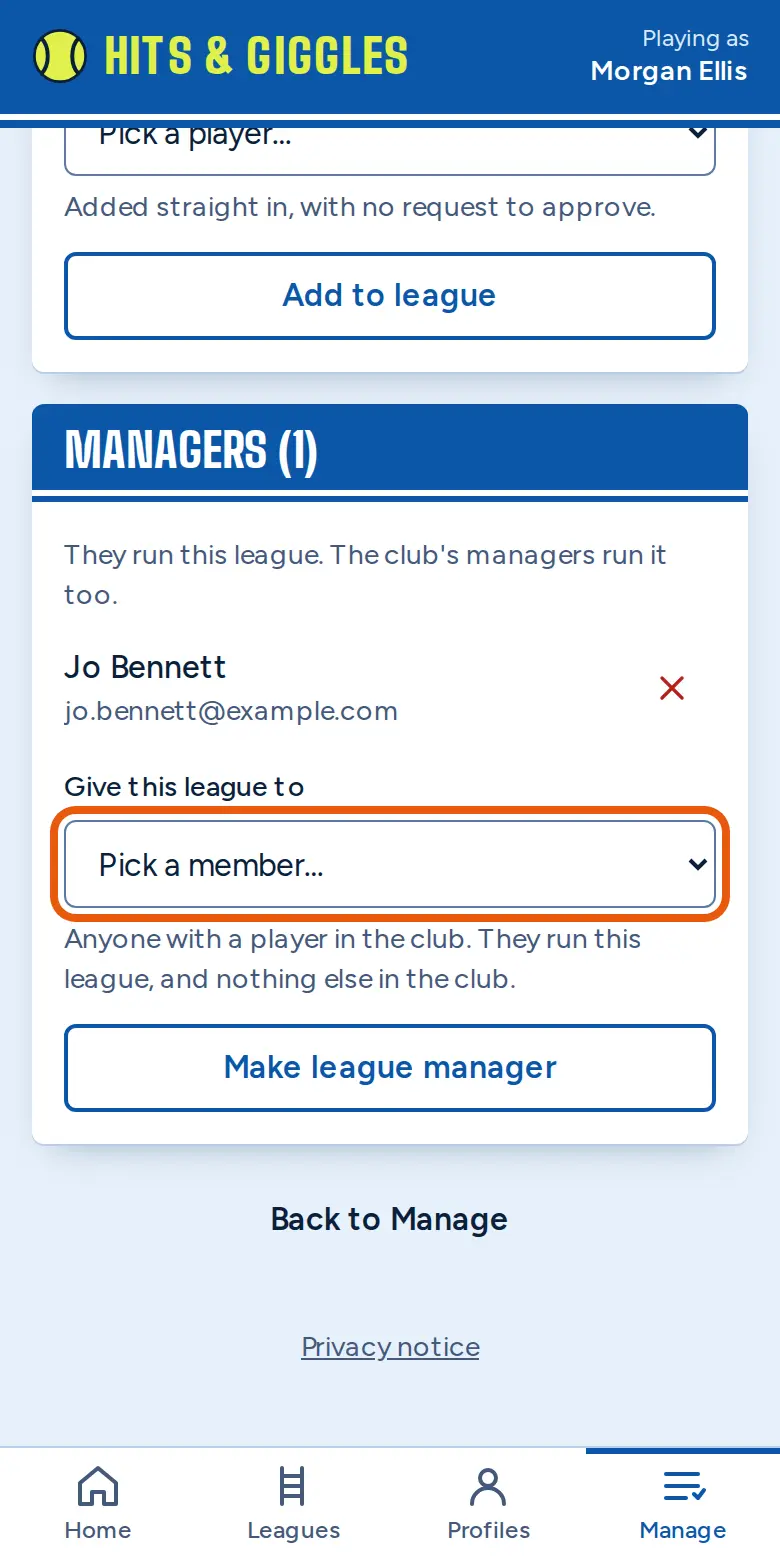 HITS & GIGGLES
Playing as
Morgan Ellis
Pick a player...
Added straight in, with no request to approve.
Add to league
MANAGERS (1)
They run this league. The club's managers run it
too.
Jo Bennett
jo.bennett@example.com
Give this league to
Pick a member...
Anyone with a player in the club. They run this
league, and nothing else in the club.
Make league manager
Back to Manage
Privacy notice
Home
Leagues
Profiles
Manage